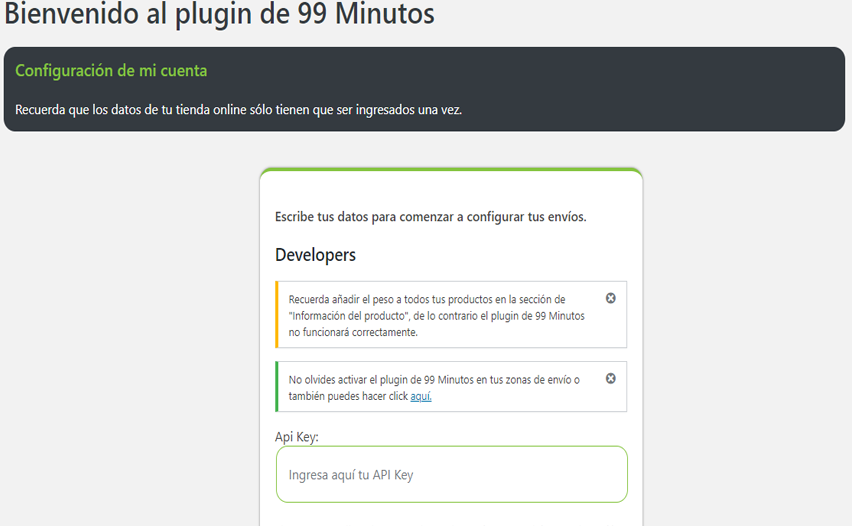 Bienvenido al plugin de 99 Minutos
Configuración de mi cuenta
Recuerda que los datos de tu tienda online sólo tienen que ser ingresados una vez.
Escribe tus datos para comenzar a configurar tus envíos.
Developers
Recuerda añadir el peso a todos tus productos en la sección de
"Información del producto", de lo contrario el plugin de 99 Minutos
no funcionará correctamente.
No olvides activar el plugin de 99 Minutos en tus zonas de envío o
también puedes hacer click aquí.
Api Key:
Ingresa aquí tu API Key